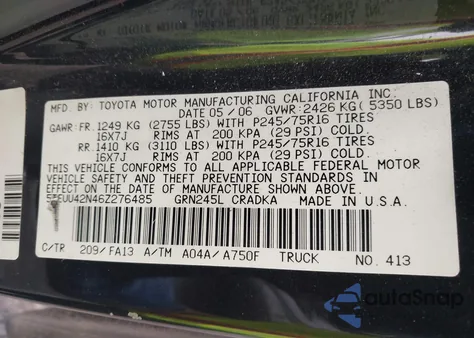 MFD. BY: TOYOTA MOTOR MANUFACTURING CALIFORNIA INC.
DATE 05/06 GVWR: 2426 KG (5350 LBS)
GAWR: FR. 1249 KG (2755 LBS) WITH P245/75R16 TIRES
16X7J RIMS AT 200 KPA (29 PSI) COLD.
RR. 1410 KG (3110 LBS) WITH P245/75R16 TIRES
16X7J RIMS AT 200 KPA (29 PSI) COLD.
THIS VEHICLE CONFORMS TO ALL APPLICABLE FEDERAL MOTOR
VEHICLE SAFETY AND THEFT PREVENTION STANDARDS IN EFFECT ON
THE DATE OF MANUFACTURE SHOWN ABOVE.
5TEUU42N46Z276485 GRN245L CRADKA MADE IN U.S.A.
C/TR 209/FA13 A/TM A04A/A750F TRUCK NO. 413
autoSnap